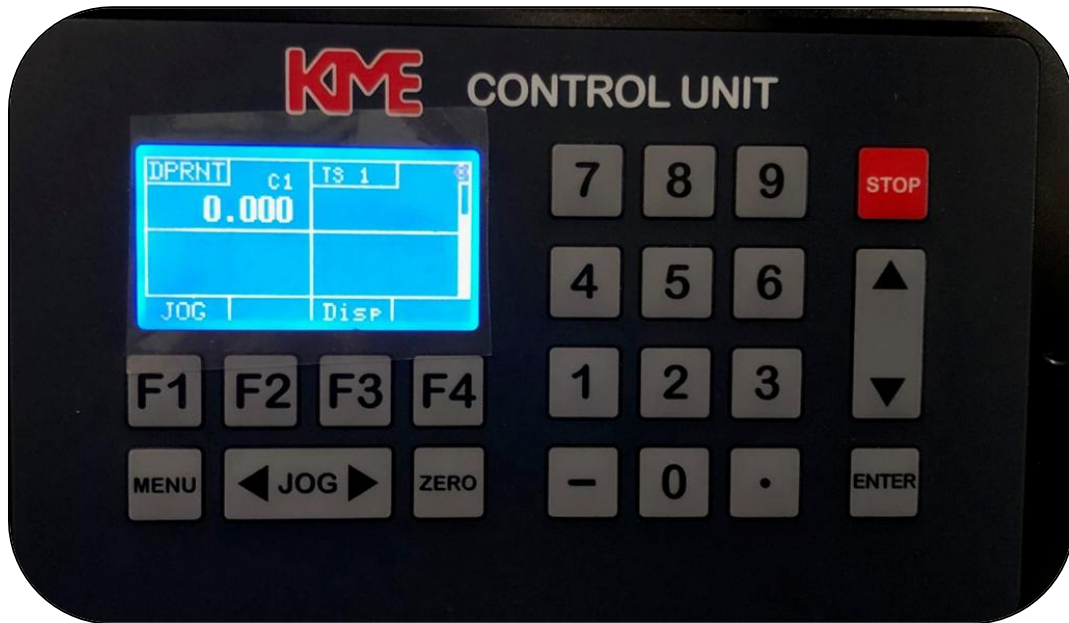 KME CONTROL UNIT
DPRNT C1 TS 1
0.000
JOG Disp
7 8 9 STOP
4 5 6
1 2 3
F1 F2 F3 F4
MENU JOG ZERO
- 0 . ENTER